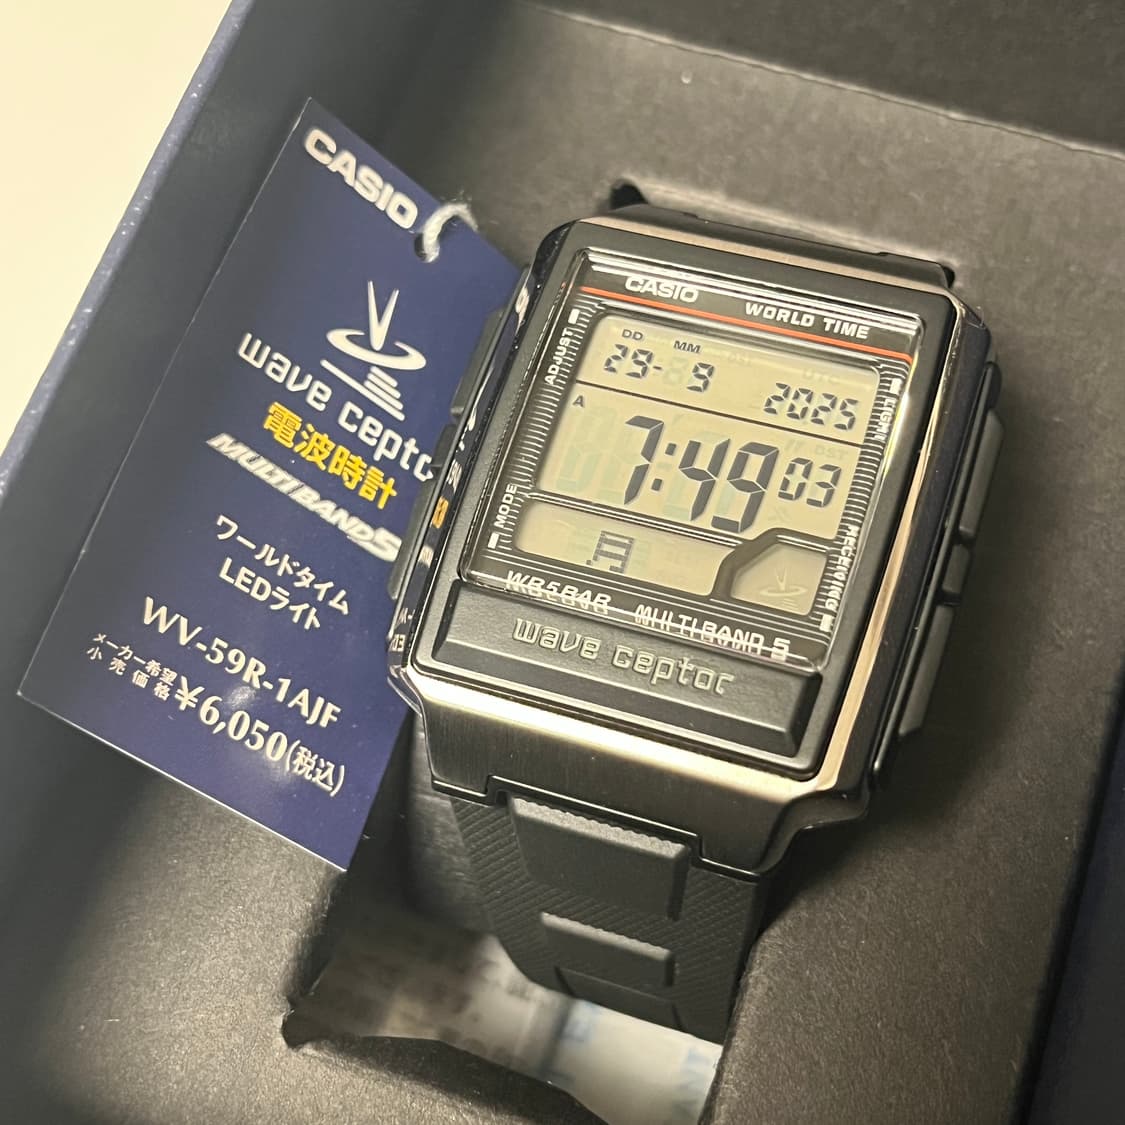 CASIO
wave ceptor
電波時計
MULTIBAND5
ワールドタイム
LEDライト
WV-59R-1AJF
メーカー希望
小売価格
¥6,050(税込)
CASIO
WORLD TIME
ADJUST
LIGHT
DD
MM
29-9
2025
A
7:49 03
MODE
RECEIVING
月
WR5BAR MULTIBAND 5
wave ceptor